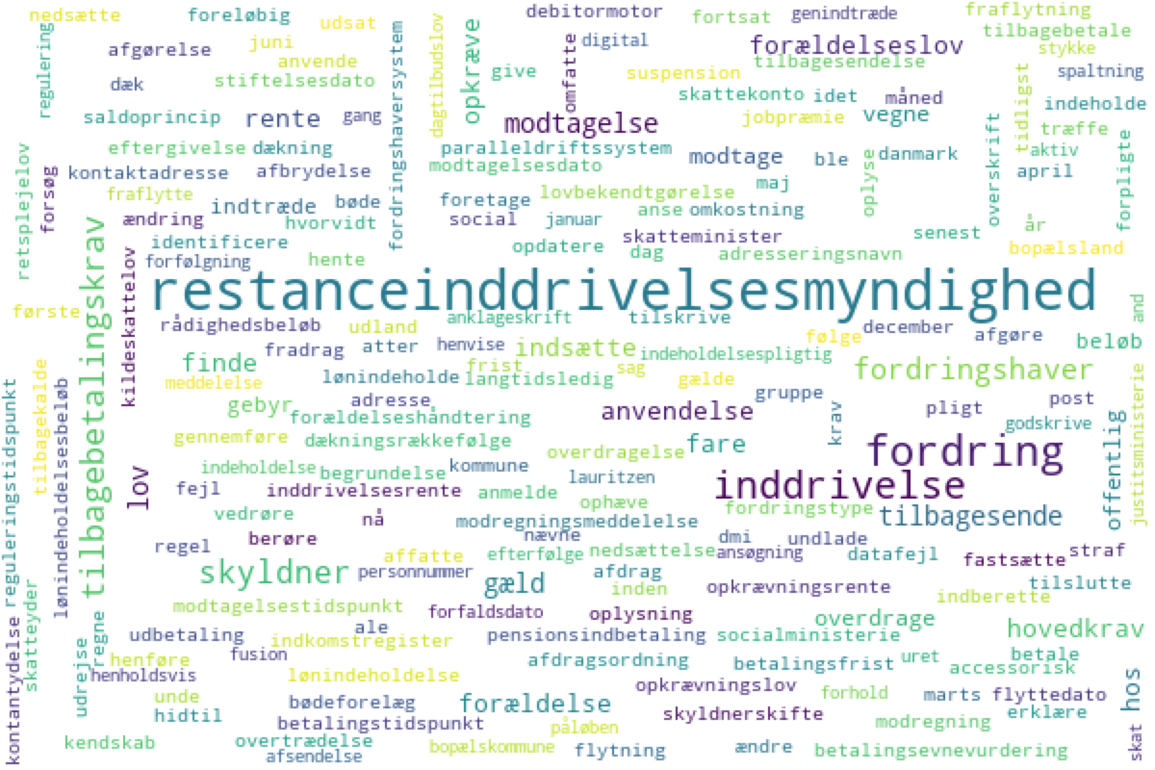 nedsætte
foreløbig
udsat
debitormotor
fortsat
genindtræde
fraflytning
tilbagebetale
regulering
afgørelse
juni
fordringshaversystem
dagtilbudslov
opkræve
omfatte
digital
forældelseslov
stykke
anvende
tilbagesendelse
dæk
stiftelsesdato
give
suspension
spaltning
skattekonto
idet
måned
tidligst
indeholde
saldoprincip
rente
gang
modtagelse
jobpræmie
vegne
overskrift
træffe
forpligte
retsplejelov
eftergivelse
dækning
paralleldriftssystem
modtage
ble
danmark
aktiv
forsøg
kontaktadresse
afbrydelse
modtagelsesdato
oplyse
april
fraflytte
indtræde
bøde
foretage
lovbekendtgørelse
maj
ændring
hvorvidt
social
januar
anse
omkostning
år
tilbagebetalingskrav
identificere
opdatere
skatteminister
senest
bopælsland
kildeskattelov
forfølgning
hente
dag
adresseringsnavn
restanceinddrivelsesmyndighed
and
første
rådighedsbeløb
udland
anklageskrift
tilskrive
følge
december
afgøre
beløb
finde
fradrag
atter
henvise
indsætte
indeholdelsespligtig
tilbagekalde
meddelelse
lønindeholde
frist
langtidsledig
sag
gælde
fordringshaver
justitsministerie
reguleringstidspunkt
lønindeholdelsesbeløb
gebyr
adresse
forældelseshåndtering
anvendelse
gruppe
krav
pligt
post
godskrive
offentlig
gennemføre
dækningsrækkefølge
overdragelse
fare
fordring
lov
indeholdelse
begrundelse
kommune
lauritzen
inddrivelse
fejl
inddrivelsesrente
anmelde
ophæve
fordringstype
tilbagesende
vedrøre
nå
modregningsmeddelelse
regel
berøre
nævne
dmi
undlade
affatte
efterfølge
nedsættelse
ansøgning
datafejl
fastsætte
straf
skyldner
personnummer
gæld
afdrag
inden
opkrævningsrente
tilslutte
skatteyder
modtagelsestidspunkt
forfaldsdato
oplysning
overdrage
indberette
kontantydelse
udrejse
regne
udbetaling
ale
indkomstregister
pensionsindbetaling
socialministerie
hovedkrav
henføre
fusion
afdragsordning
betalingsfrist
uret
betale
accessorisk
henholdsvis
lønindeholdelse
opkrævningslov
forhold
marts
flyttedato
hos
unde
hidtil
bødeforelæg
forældelse
skyldnerskifte
modregning
erklære
betalingstidspunkt
påløben
skat
kendskab
overtrædelse
afsendelse
bopælskommune
flytning
ændre
betalingsevnevurdering